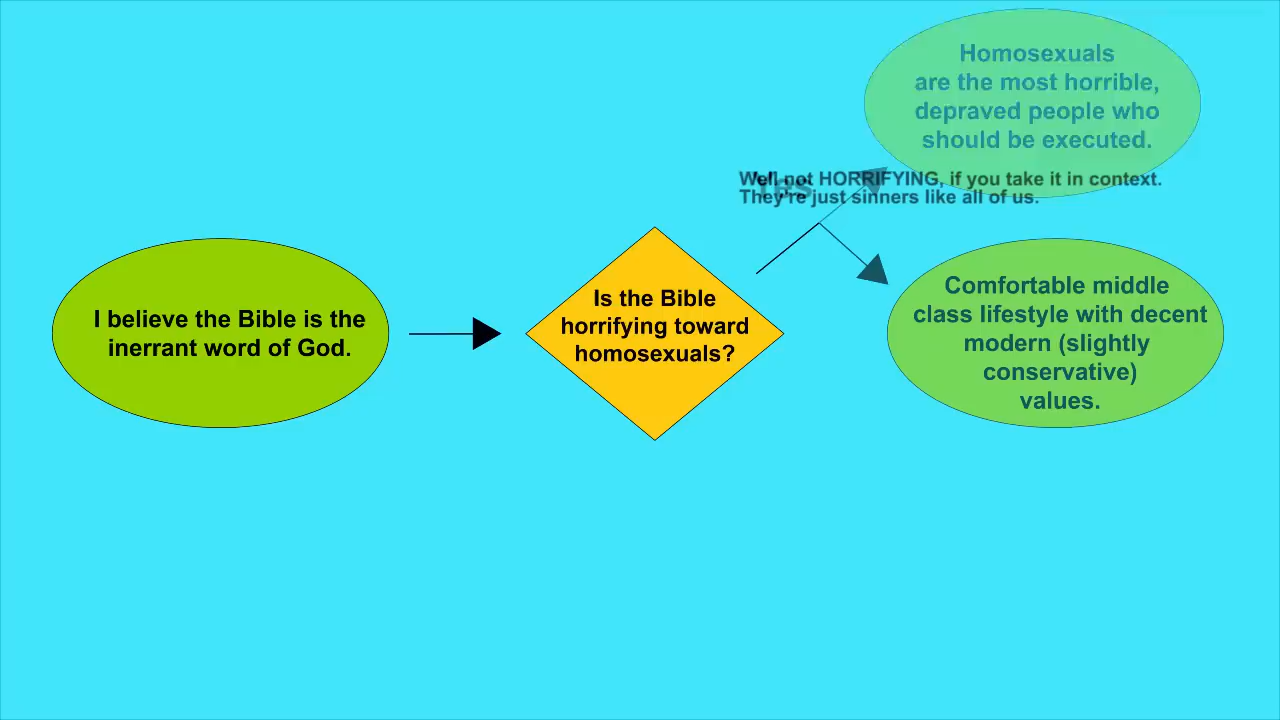 Homosexuals
are the most horrible,
depraved people who
should be executed.
YES
Well not HORRIFYING, if you take it in context.
They're just sinners like all of us.
I believe the Bible is the
inerrant word of God.
Is the Bible
horrifying toward
homosexuals?
Comfortable middle
class lifestyle with decent
modern (slightly
conservative)
values.